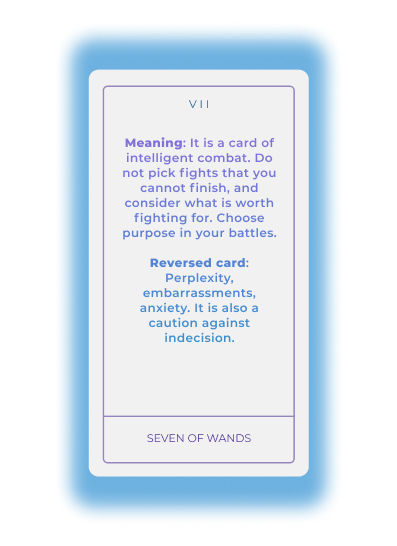 VII
Meaning: It is a card of
intelligent combat. Do
not pick fights that you
cannot finish, and
consider what is worth
fighting for. Choose
purpose in your battles.
Reversed card:
Perplexity,
embarrassments,
anxiety. It is also a
caution against
indecision.
SEVEN OF WANDS